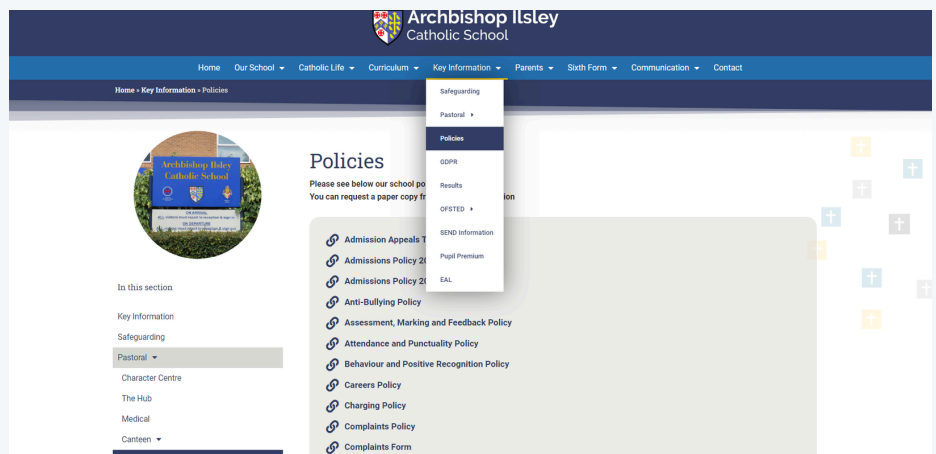 Archbishop Ilsley
Catholic School
Home Our School Catholic Life Curriculum Key Information Parents Sixth Form Communication Contact
Home » Key Information » Policies
Safeguarding
Pastoral
Policies
GDPR
Results
OFSTED
SEND Information
Pupil Premium
EAL
Archbishop Ilsley
Catholic School
ON ARRIVAL
ON DEPARTURE
In this section
Key Information
Safeguarding
Pastoral
Character Centre
The Hub
Medical
Canteen
Policies
Please see below our school po
You can request a paper copy fr ion
Admission Appeals T
Admissions Policy 20
Admissions Policy 20
Anti-Bullying Policy
Assessment, Marking and Feedback Policy
Attendance and Punctuality Policy
Behaviour and Positive Recognition Policy
Careers Policy
Charging Policy
Complaints Policy
Complaints Form